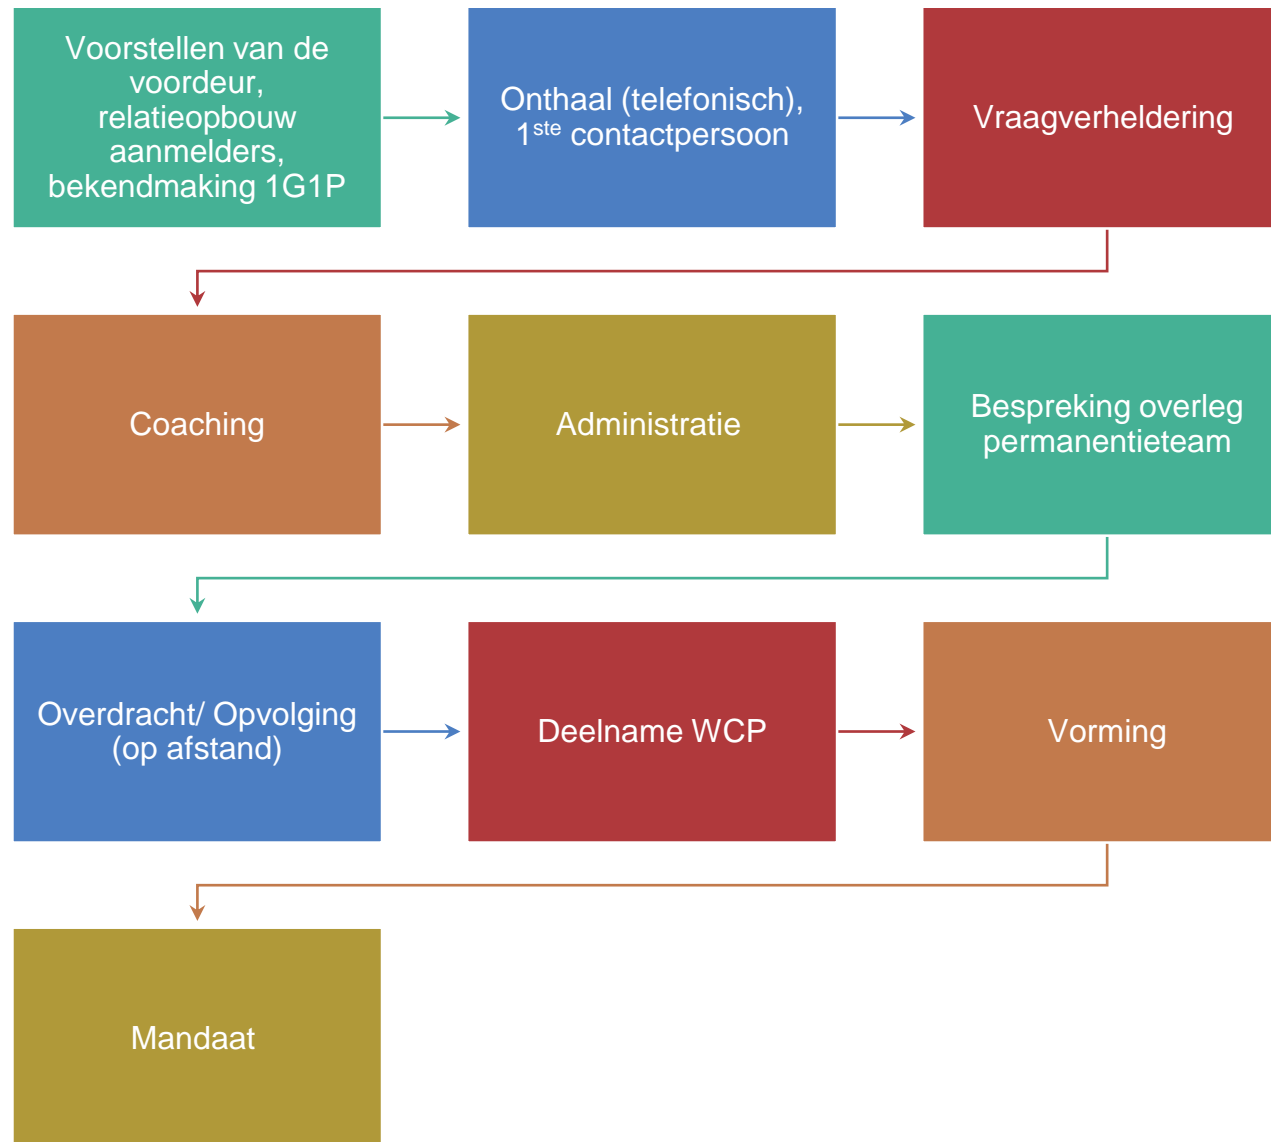 Voorstellen van de
voordeur,
relatieopbouw
aanmelders,
bekendmaking 1G1P
Onthaal (telefonisch),
1ste contactpersoon
Vraagverheldering
Coaching
Administratie
Bespreking overleg
permanentieteam
Overdracht/ Opvolging
(op afstand)
Deelname WCP
Vorming
Mandaat